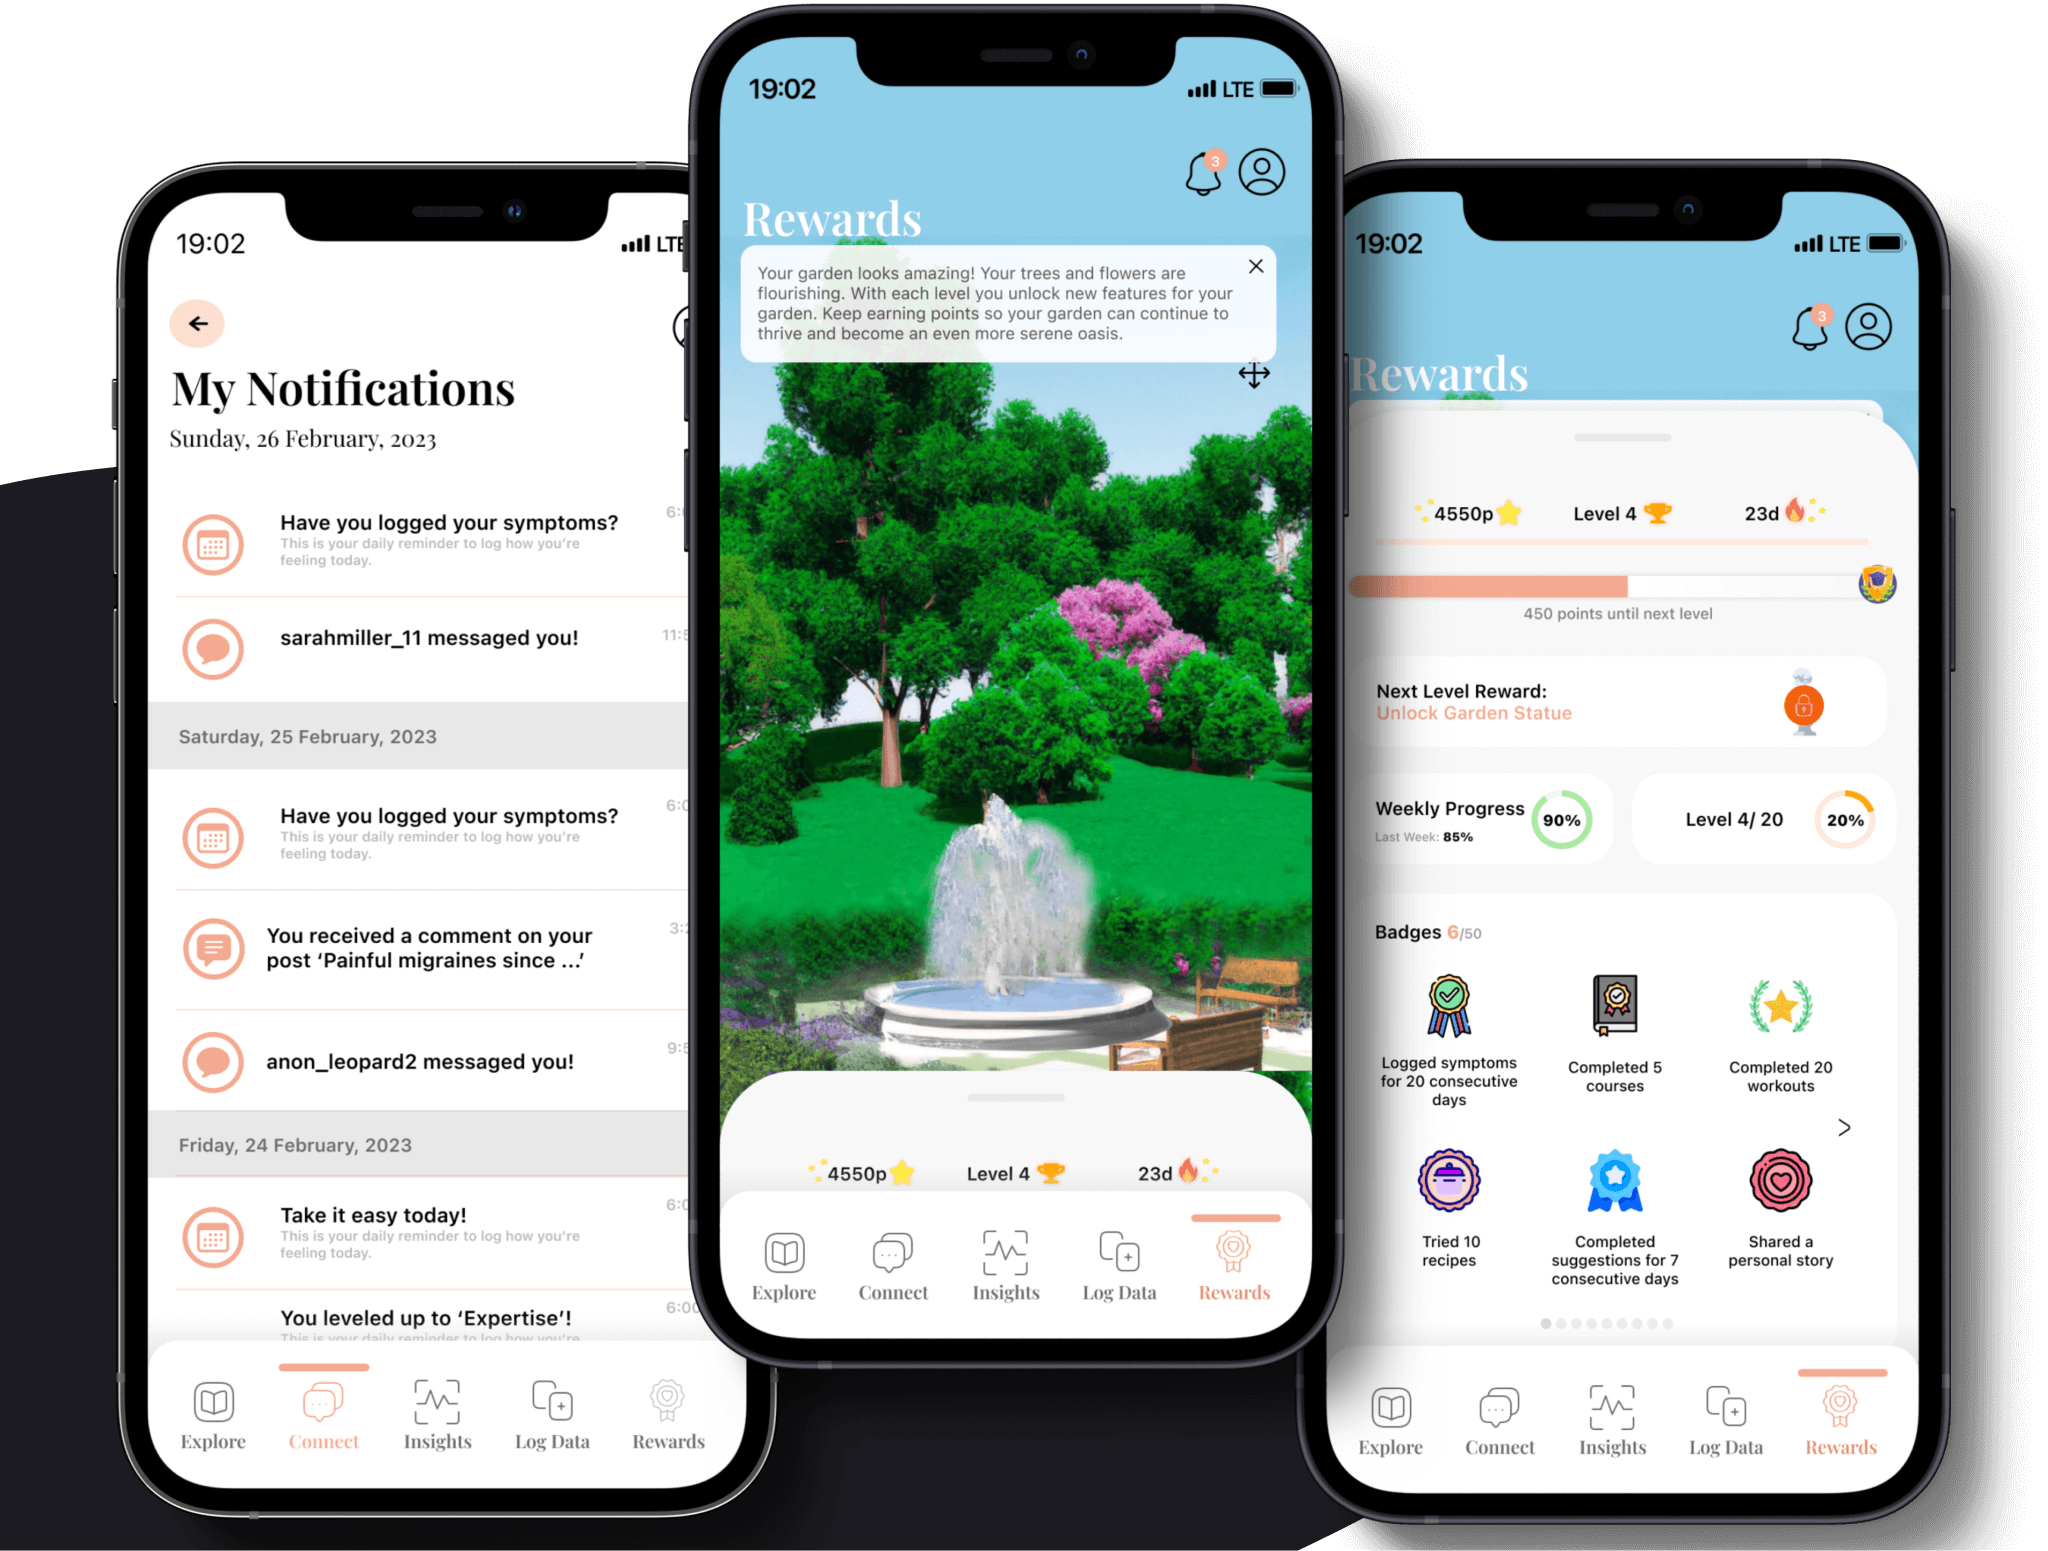 19:02
LTE
My Notifications
Sunday, 26 February, 2023
Have you logged your symptoms?
This is your daily reminder to log how you're
feeling today.
sarahmiller_11 messaged you!
Saturday, 25 February, 2023
Have you logged your symptoms?
This is your daily reminder to log how you're
feeling today.
You received a comment on your
post ‘Painful migraines since ...’
anon_leopard2 messaged you!
Friday, 24 February, 2023
Take it easy today!
This is your daily reminder to log how you're
feeling today.
You leveled up to ‘Expertise’!
This is your daily reminder to log how you're
Explore Connect Insights Log Data Rewards
19:02
LTE
3
Rewards
Your garden looks amazing! Your trees and flowers are
flourishing. With each level you unlock new features for your
garden. Keep earning points so your garden can continue to
thrive and become an even more serene oasis.
4550p Level 4 23d
Explore Connect Insights Log Data Rewards
19:02
LTE
3
Rewards
4550p Level 4 23d
450 points until next level
Next Level Reward:
Unlock Garden Statue
Weekly Progress
Last Week: 85%
90%
Level 4/ 20
20%
Badges 6/50
Logged symptoms
for 20 consecutive
days
Completed 5
courses
Completed 20
workouts
>
Tried 10
recipes
Completed
suggestions for 7
consecutive days
Shared a
personal story
Explore Connect Insights Log Data Rewards